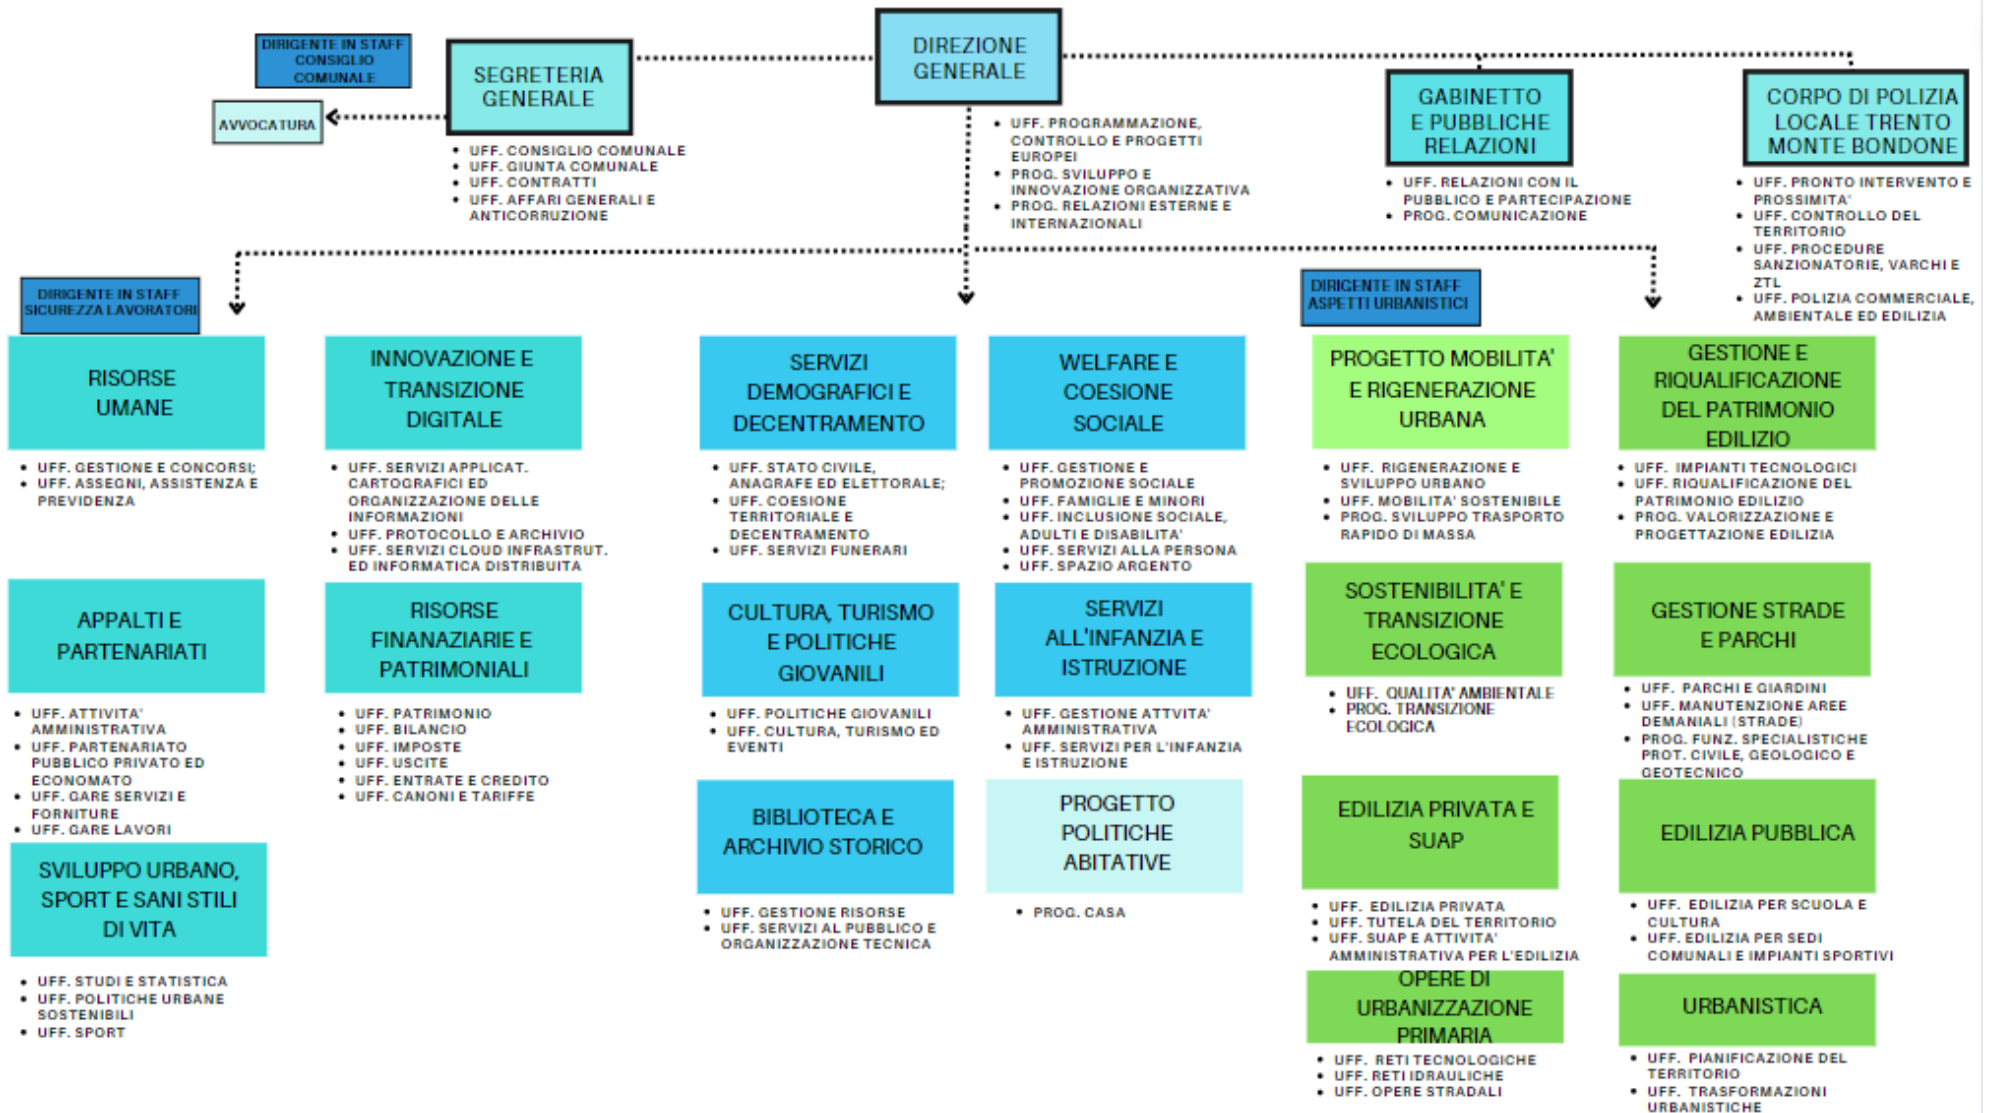 DIRIGENTE IN STAFF
CONSIGLIO
COMUNALE
AVVOCATURA
SEGRETERIA
GENERALE
• UFF. CONSIGLIO COMUNALE
• UFF. GIUNTA COMUNALE
• UFF. CONTRATTI
• UFF. AFFARI GENERALI E
ANTICORRUZIONE
DIREZIONE
GENERALE
• UFF. PROGRAMMAZIONE,
CONTROLLO E PROGETTI
EUROPEI
• PROG. SVILUPPO E
INNOVAZIONE ORGANIZZATIVA
• PROG. RELAZIONI ESTERNE E
INTERNAZIONALI
GABINETTO
E PUBBLICHE
RELAZIONI
• UFF. RELAZIONI CON IL
PUBBLICO E PARTECIPAZIONE
• PROG. COMUNICAZIONE
CORPO DI POLIZIA
LOCALE TRENTO
MONTE BONDONE
• UFF. PRONTO INTERVENTO E
PROSSIMITA'
• UFF. CONTROLLO DEL
TERRITORIO
• UFF. PROCEDURE
SANZIONATORIE, VARCHI E
ZTL
• UFF. POLIZIA COMMERCIALE,
AMBIENTALE ED EDILIZIA
DIRIGENTE IN STAFF
SICUREZZA LAVORATORI
RISORSE
UMANE
• UFF. GESTIONE E CONCORSI;
• UFF. ASSEGNI, ASSISTENZA E
PREVIDENZA
INNOVAZIONE E
TRANSIZIONE
DIGITALE
• UFF. SERVIZI APPLICAT.
CARTOGRAFICI ED
ORGANIZZAZIONE DELLE
INFORMAZIONI
• UFF. PROTOCOLLO E ARCHIVIO
• UFF. SERVIZI CLOUD INFRASTRUT.
ED INFORMATICA DISTRIBUITA
SERVIZI
DEMOGRAFICI E
DECENTRAMENTO
• UFF. STATO CIVILE,
ANAGRAFE ED ELETTORALE;
• UFF. COESIONE
TERRITORIALE E
DECENTRAMENTO
• UFF. SERVIZI FUNERARI
WELFARE E
COESIONE
SOCIALE
• UFF. GESTIONE E
PROMOZIONE SOCIALE
• UFF. FAMIGLIE E MINORI
• UFF. INCLUSIONE SOCIALE,
ADULTI E DISABILITA'
• UFF. SERVIZI ALLA PERSONA
• UFF. SPAZIO ARGENTO
DIRIGENTE IN STAFF
ASPETTI URBANISTICI
PROGETTO MOBILITA'
E RIGENERAZIONE
URBANA
• UFF. RIGENERAZIONE E
SVILUPPO URBANO
• UFF. MOBILITA' SOSTENIBILE
• PROG. SVILUPPO TRASPORTO
RAPIDO DI MASSA
GESTIONE E
RIQUALIFICAZIONE
DEL PATRIMONIO
EDILIZIO
• UFF. IMPIANTI TECNOLOGICI
• UFF. RIQUALIFICAZIONE DEL
PATRIMONIO EDILIZIO
• PROG. VALORIZZAZIONE E
PROGETTAZIONE EDILIZIA
APPALTI E
PARTENARIATI
• UFF. ATTIVITA'
AMMINISTRATIVA
• UFF. PARTENARIATO
PUBBLICO PRIVATO ED
ECONOMATO
• UFF. GARE SERVIZI E
FORNITURE
• UFF. GARE LAVORI
RISORSE
FINANAZIARIE E
PATRIMONIALI
• UFF. PATRIMONIO
• UFF. BILANCIO
• UFF. IMPOSTE
• UFF. USCITE
• UFF. ENTRATE E CREDITO
• UFF. CANONI E TARIFFE
CULTURA, TURISMO
E POLITICHE
GIOVANILI
• UFF. POLITICHE GIOVANILI
• UFF. CULTURA, TURISMO ED
EVENTI
SERVIZI
ALL'INFANZIA E
ISTRUZIONE
• UFF. GESTIONE ATTVITA'
AMMINISTRATIVA
• UFF. SERVIZI PER L'INFANZIA
E ISTRUZIONE
SOSTENIBILITA' E
TRANSIZIONE
ECOLOGICA
• UFF. QUALITA' AMBIENTALE
• PROG. TRANSIZIONE
ECOLOGICA
GESTIONE STRADE
E PARCHI
• UFF. PARCHI E GIARDINI
• UFF. MANUTENZIONE AREE
DEMANIALI (STRADE)
• PROG. FUNZ. SPECIALISTICHE
PROT. CIVILE, GEOLOGICO E
GEOTECNICO
SVILUPPO URBANO,
SPORT E SANI STILI
DI VITA
• UFF. STUDI E STATISTICA
• UFF. POLITICHE URBANE
SOSTENIBILI
• UFF. SPORT
BIBLIOTECA E
ARCHIVIO STORICO
• UFF. GESTIONE RISORSE
• UFF. SERVIZI AL PUBBLICO E
ORGANIZZAZIONE TECNICA
PROGETTO
POLITICHE
ABITATIVE
• PROG. CASA
EDILIZIA PRIVATA E
SUAP
• UFF. EDILIZIA PRIVATA
• UFF. TUTELA DEL TERRITORIO
• UFF. SUAP E ATTIVITA'
AMMINISTRATIVA PER L'EDILIZIA
EDILIZIA PUBBLICA
• UFF. EDILIZIA PER SCUOLA E
CULTURA
• UFF. EDILIZIA PER SEDI
COMUNALI E IMPIANTI SPORTIVI
OPERE DI
URBANIZZAZIONE
PRIMARIA
• UFF. RETI TECNOLOGICHE
• UFF. RETI IDRAULICHE
• UFF. OPERE STRADALI
URBANISTICA
• UFF. PIANIFICAZIONE DEL
TERRITORIO
• UFF. TRASFORMAZIONI
URBANISTICHE